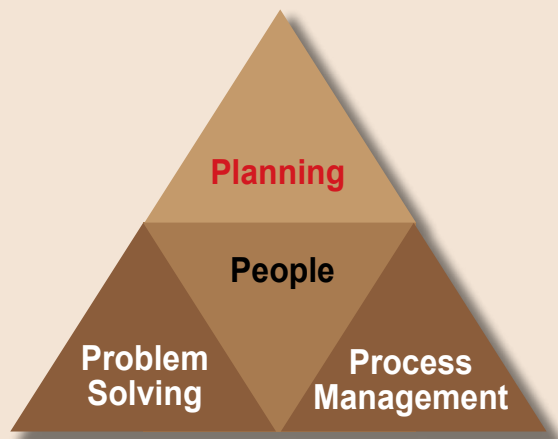 Planning
People
Problem
Solving
Process
Management